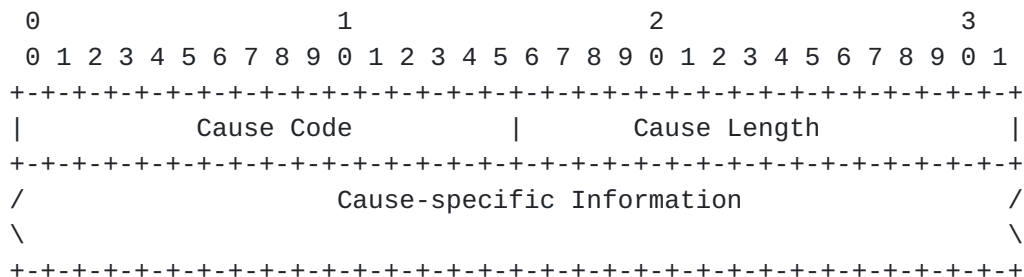 0                   1                   2                   3
0 1 2 3 4 5 6 7 8 9 0 1 2 3 4 5 6 7 8 9 0 1 2 3 4 5 6 7 8 9 0 1
+-+-+-+-+-+-+-+-+-+-+-+-+-+-+-+-+-+-+-+-+-+-+-+-+-+-+-+-+-+-+-+-+
|           Cause Code          |       Cause Length            |
+-+-+-+-+-+-+-+-+-+-+-+-+-+-+-+-+-+-+-+-+-+-+-+-+-+-+-+-+-+-+-+-+
/                    Cause-specific Information                 /
\                                                               \
+-+-+-+-+-+-+-+-+-+-+-+-+-+-+-+-+-+-+-+-+-+-+-+-+-+-+-+-+-+-+-+-+